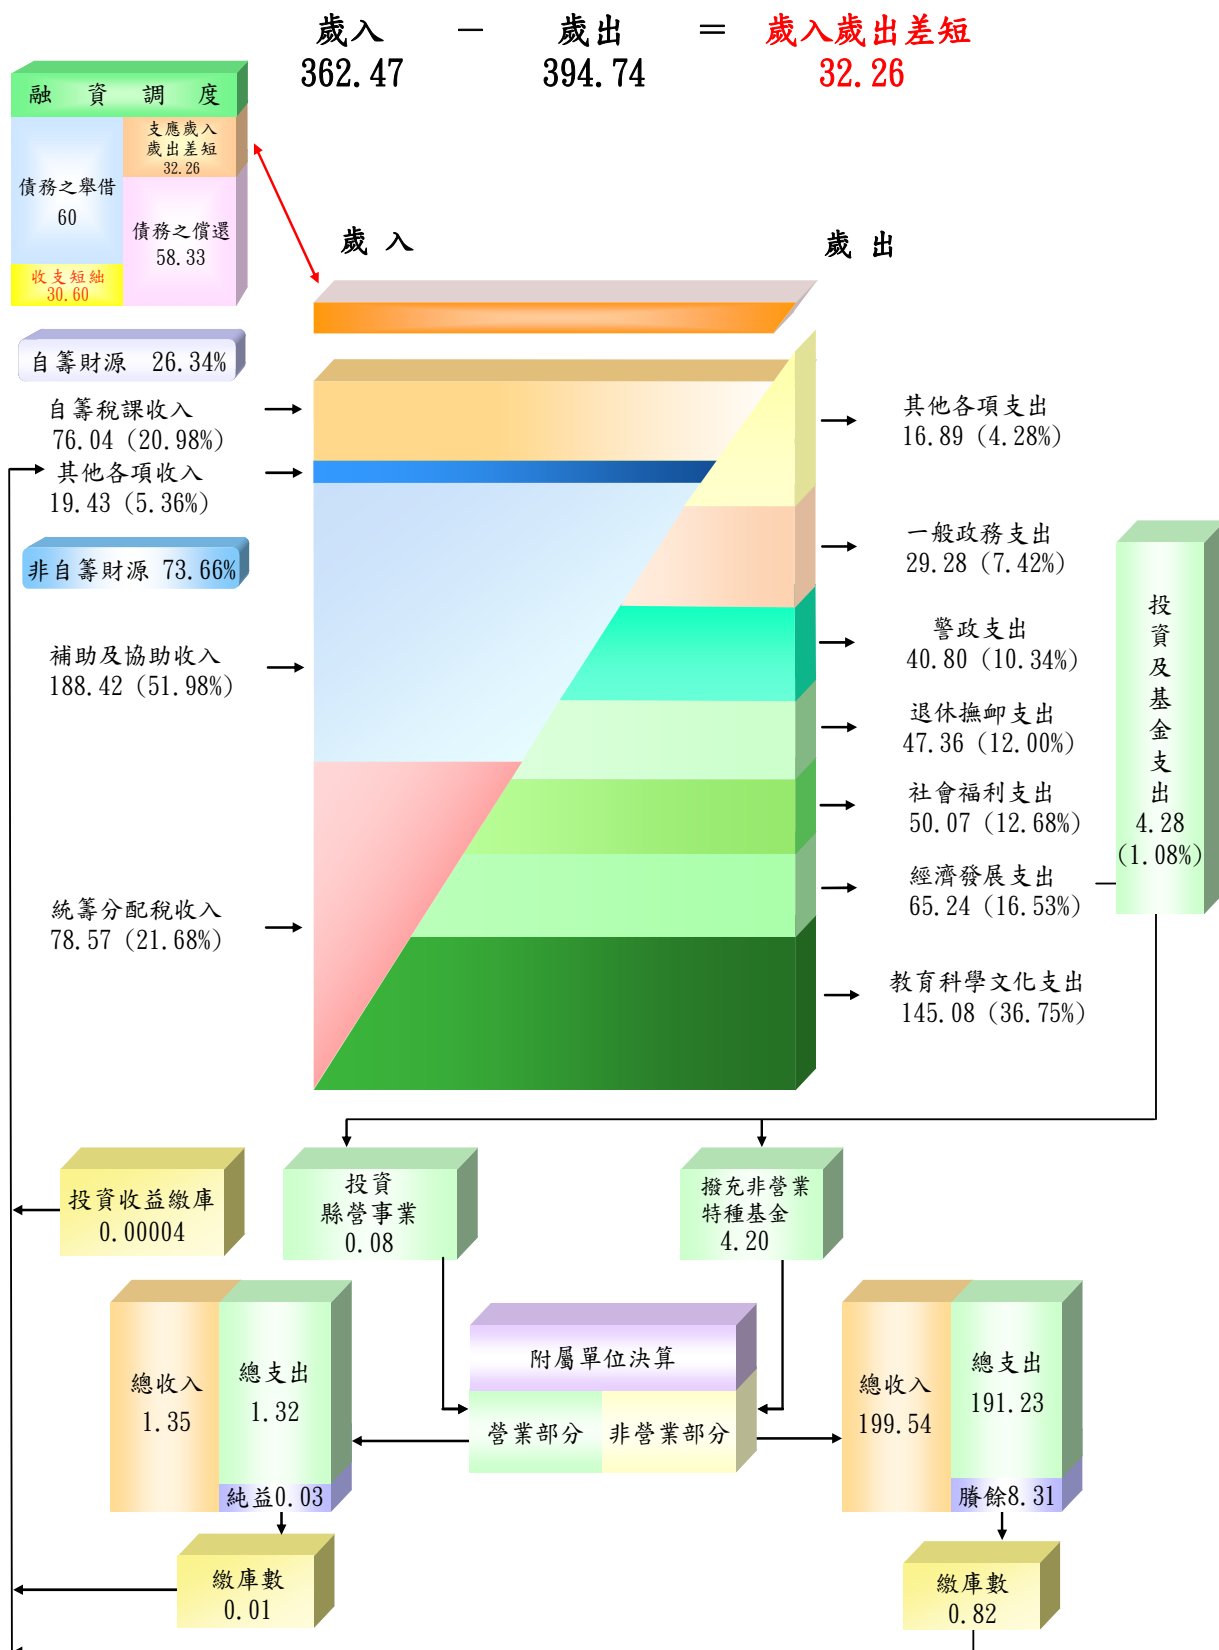 歲入 － 歲出 ＝ 歲入歲出差短
362.47 394.74 32.26
融資調度
支應歲入
歲出差短
32.26
債務之舉借
60
債務之償還
58.33
收支短絀
30.60
歲入
歲出
自籌財源 26.34%
自籌稅課收入
76.04 (20.98%)
其他各項收入
19.43 (5.36%)
非自籌財源 73.66%
補助及協助收入
188.42 (51.98%)
統籌分配稅收入
78.57 (21.68%)
其他各項支出
16.89 (4.28%)
一般政務支出
29.28 (7.42%)
警政支出
40.80 (10.34%)
退休撫卹支出
47.36 (12.00%)
社會福利支出
50.07 (12.68%)
經濟發展支出
65.24 (16.53%)
教育科學文化支出
145.08 (36.75%)
投資及基金支出
4.28
(1.08%)
投資收益繳庫
0.00004
投資
縣營事業
0.08
撥充非營業
特種基金
4.20
總收入
1.35
總支出
1.32
純益0.03
附屬單位決算
營業部分
非營業部分
總收入
199.54
總支出
191.23
賸餘8.31
繳庫數
0.01
繳庫數
0.82